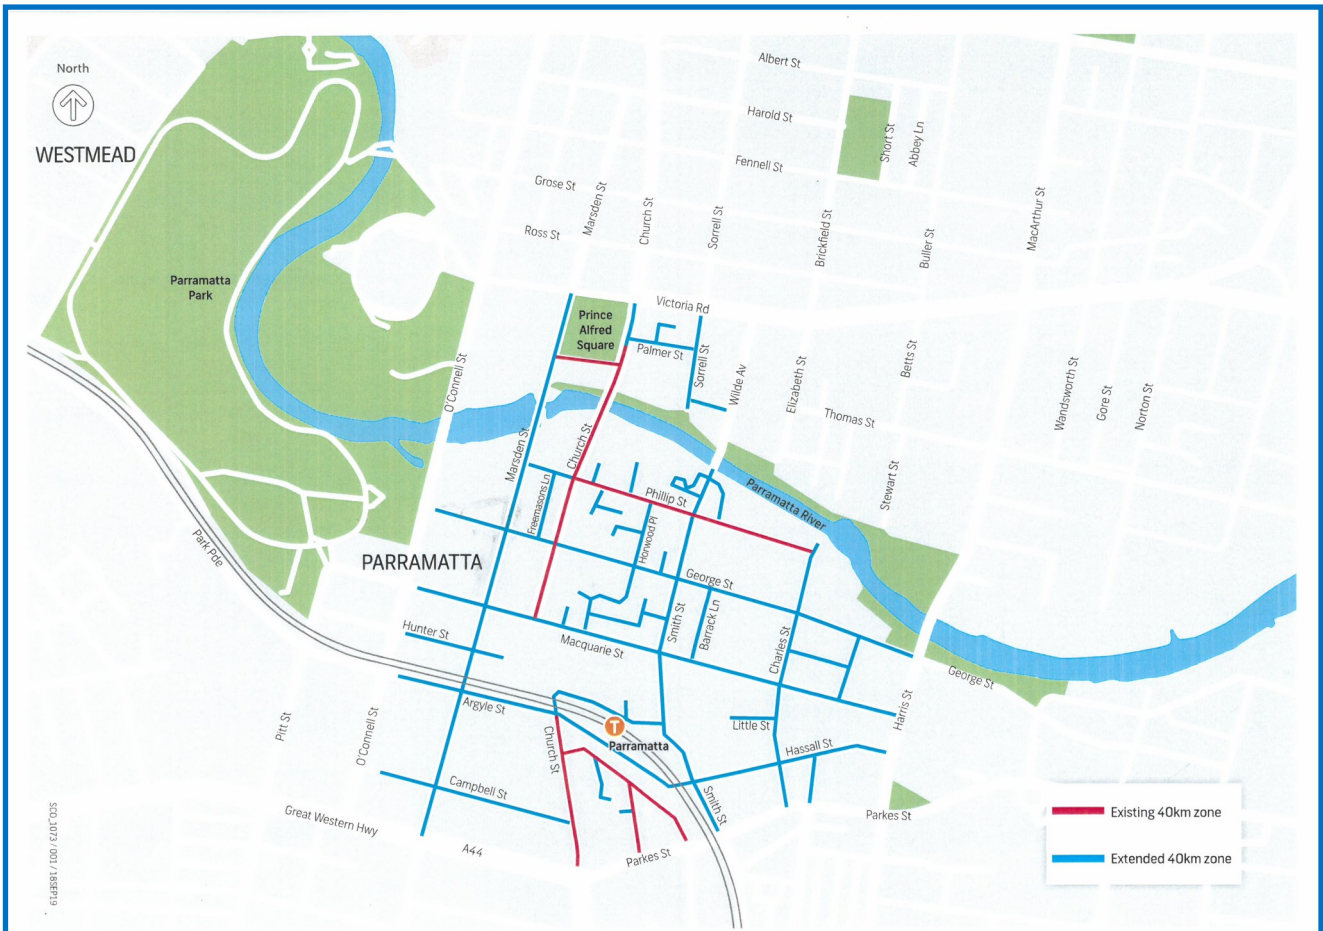 North
WESTMEAD
Albert St
Harold St
Short St
Abbey Ln
Fennell St
Grose St
Marsden St
Church St
Sorrell St
Brickfield St
Buller St
MacArthur St
Ross St
Parramatta
Park
Prince
Alfred
Square
Victoria Rd
Palmer St
Sorrell St
Wilde Av
Elizabeth St
Betts St
Thomas St
Wandsworth St
Gore St
Norton St
O'Connell St
Marsden St
Church St
Stewart St
Freemasons Ln
Phillip St
Horwood Pl
Parramatta River
Park Pde
PARRAMATTA
George St
Smith St
Barrack Ln
Charles St
Hunter St
Macquarie St
George St
Harris St
Argyle St
Pitt St
O'Connell St
Church St
T
Parramatta
Little St
Hassall St
Campbell St
Smith St
Parkes St
Great Western Hwy
A44
Parkes St
Existing 40km zone
Extended 40km zone
SCO_1073 / 001 / 18SEP19